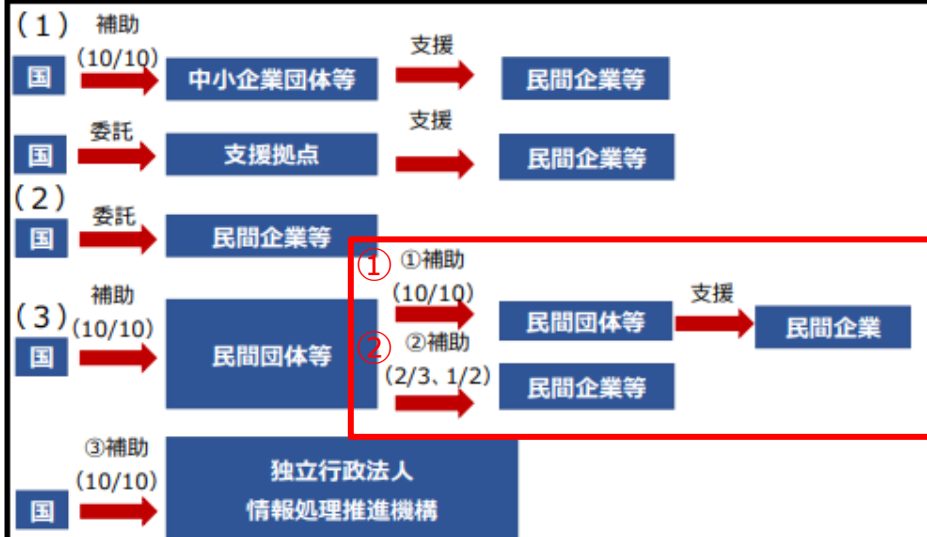 (1) 補助
(10/10)
国 中小企業団体等 支援 民間企業等
委託
国 支援拠点 支援 民間企業等
(2)
委託
国 民間企業等
(3) 補助
(10/10)
国 民間団体等
① ①補助
(10/10)
民間団体等 支援 民間企業
② ②補助
(2/3、1/2)
民間企業等
③補助
(10/10)
国 独立行政法人
情報処理推進機構